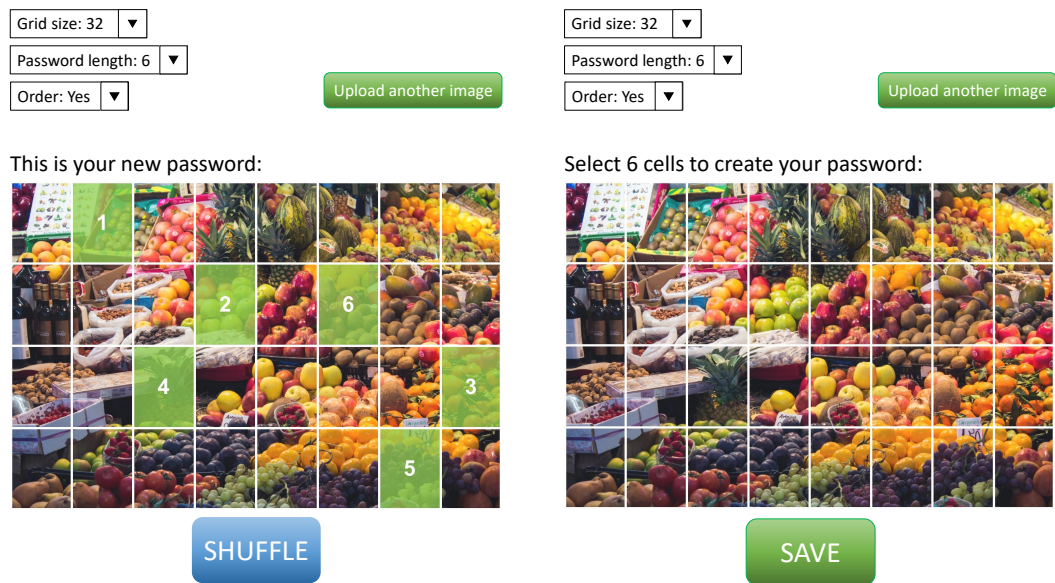 Grid size: 32 ▼
Password length: 6 ▼
Order: Yes ▼
Upload another image
This is your new password:
1
2
6
4
3
5
SHUFFLE
Grid size: 32 ▼
Password length: 6 ▼
Order: Yes ▼
Upload another image
Select 6 cells to create your password:
SAVE